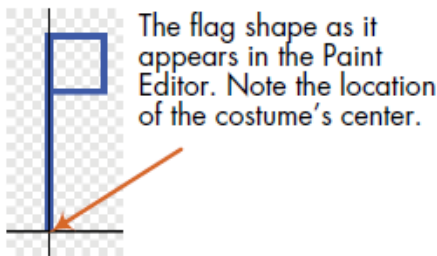 The flag shape as it
appears in the Paint
Editor. Note the location
of the costume's center.